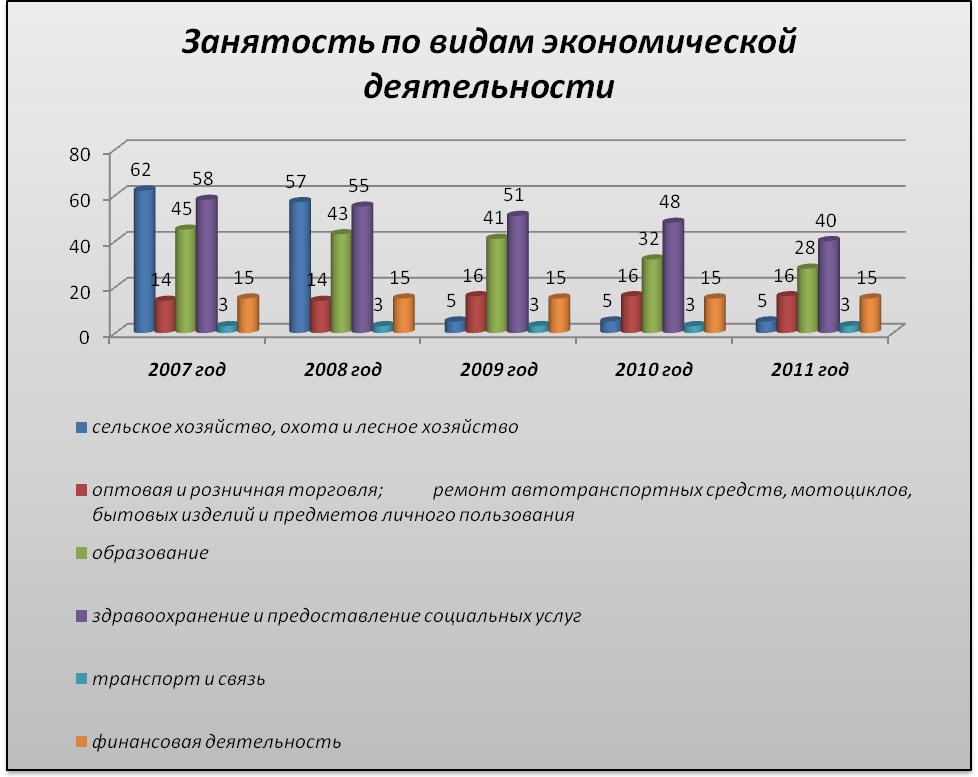 Занятость по видам экономической
деятельности
80
60
40
20
0
62 14 45 58 3 15
57 14 43 55 3 15
5 16 41 51 3 15
5 16 32 48 3 15
5 16 28 40 3 15
2007 год 2008 год 2009 год 2010 год 2011 год
сельское хозяйство, охота и лесное хозяйство
оптовая и розничная торговля; ремонт автотранспортных средств, мотоциклов,
бытовых изделий и предметов личного пользования
образование
здравоохранение и предоставление социальных услуг
транспорт и связь
финансовая деятельность